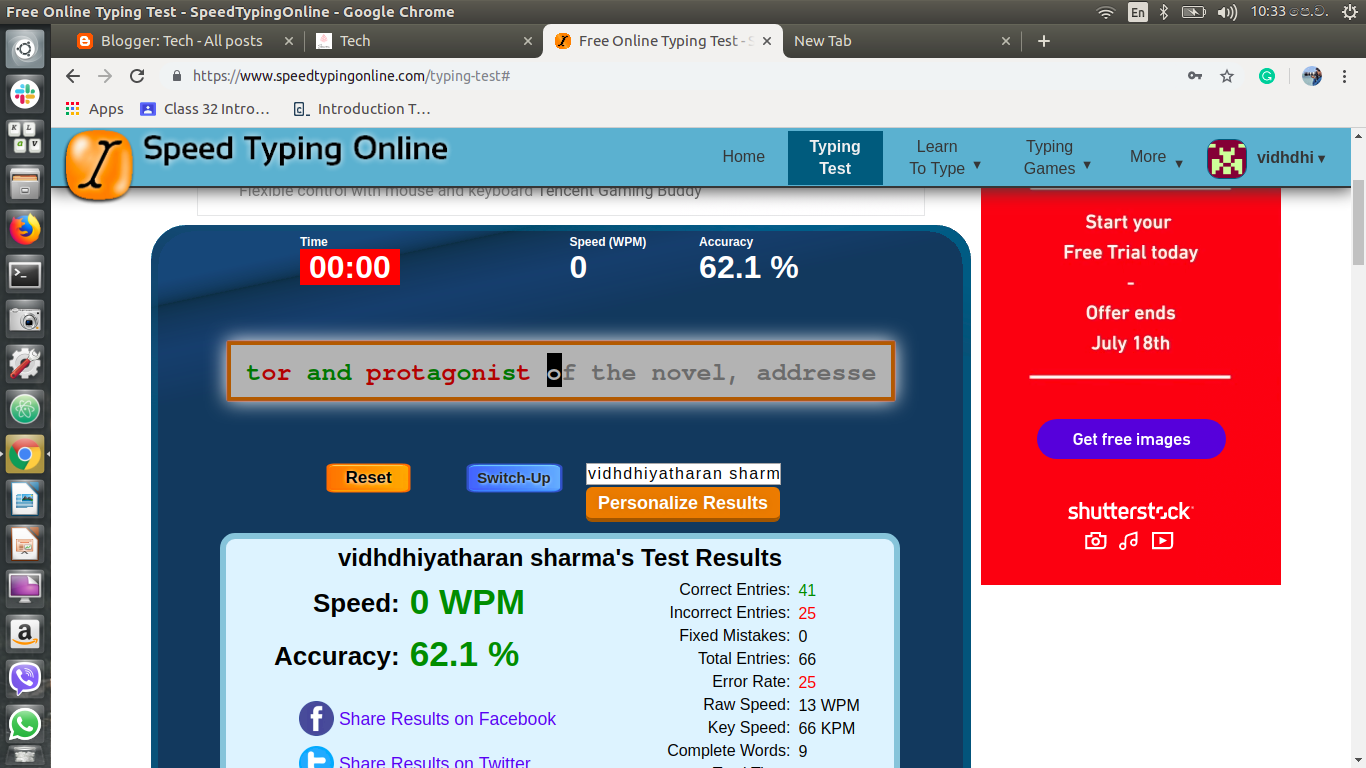 Free Online Typing Test - SpeedTypingOnline - Google Chrome
En
10:33 පෙ.ව.
Blogger: Tech - All posts
Tech
Free Online Typing Test - S
New Tab
https://www.speedtypingonline.com/typing-test#
Apps
Class 32 Intro…
Introduction T…
Speed Typing Online
Home
Typing
Test
Learn
To Type ▼
Typing
Games ▼
More ▼
vidhdhi ▾
Flexible control with mouse and keyboard Tencent Gaming Buddy
Time
00:00
Speed (WPM)
0
Accuracy
62.1 %
tor and protagonist of the novel, addresse
Reset
Switch-Up
vidhdhiyatharan sharm
Personalize Results
vidhdhiyatharan sharma's Test Results
Speed: 0 WPM
Accuracy: 62.1 %
Share Results on Facebook
Share Results on Twitter
Correct Entries: 41
Incorrect Entries: 25
Fixed Mistakes: 0
Total Entries: 66
Error Rate: 25
Raw Speed: 13 WPM
Key Speed: 66 KPM
Complete Words: 9
Start your
Free Trial today
-
Offer ends
July 18th
Get free images
shutterstock